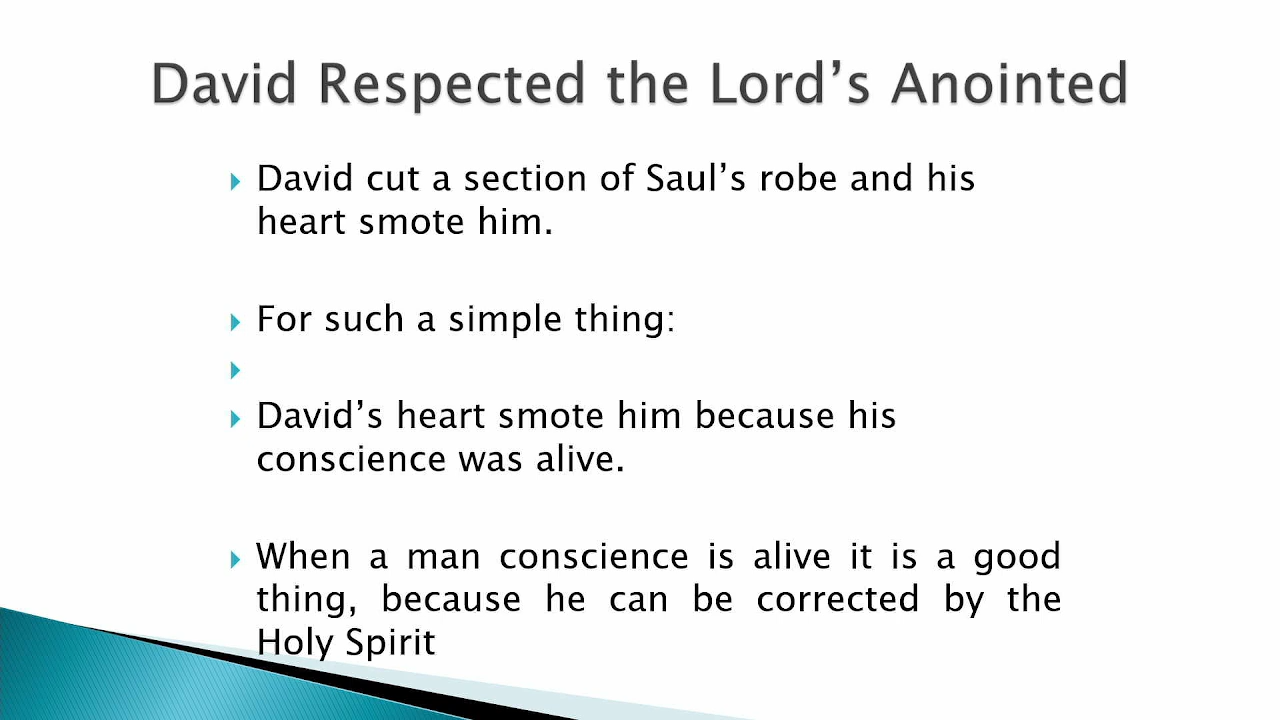 David Respected the Lord’s Anointed
David cut a section of Saul’s robe and his
heart smote him.
For such a simple thing:
David’s heart smote him because his
conscience was alive.
When a man conscience is alive it is a good
thing, because he can be corrected by the
Holy Spirit